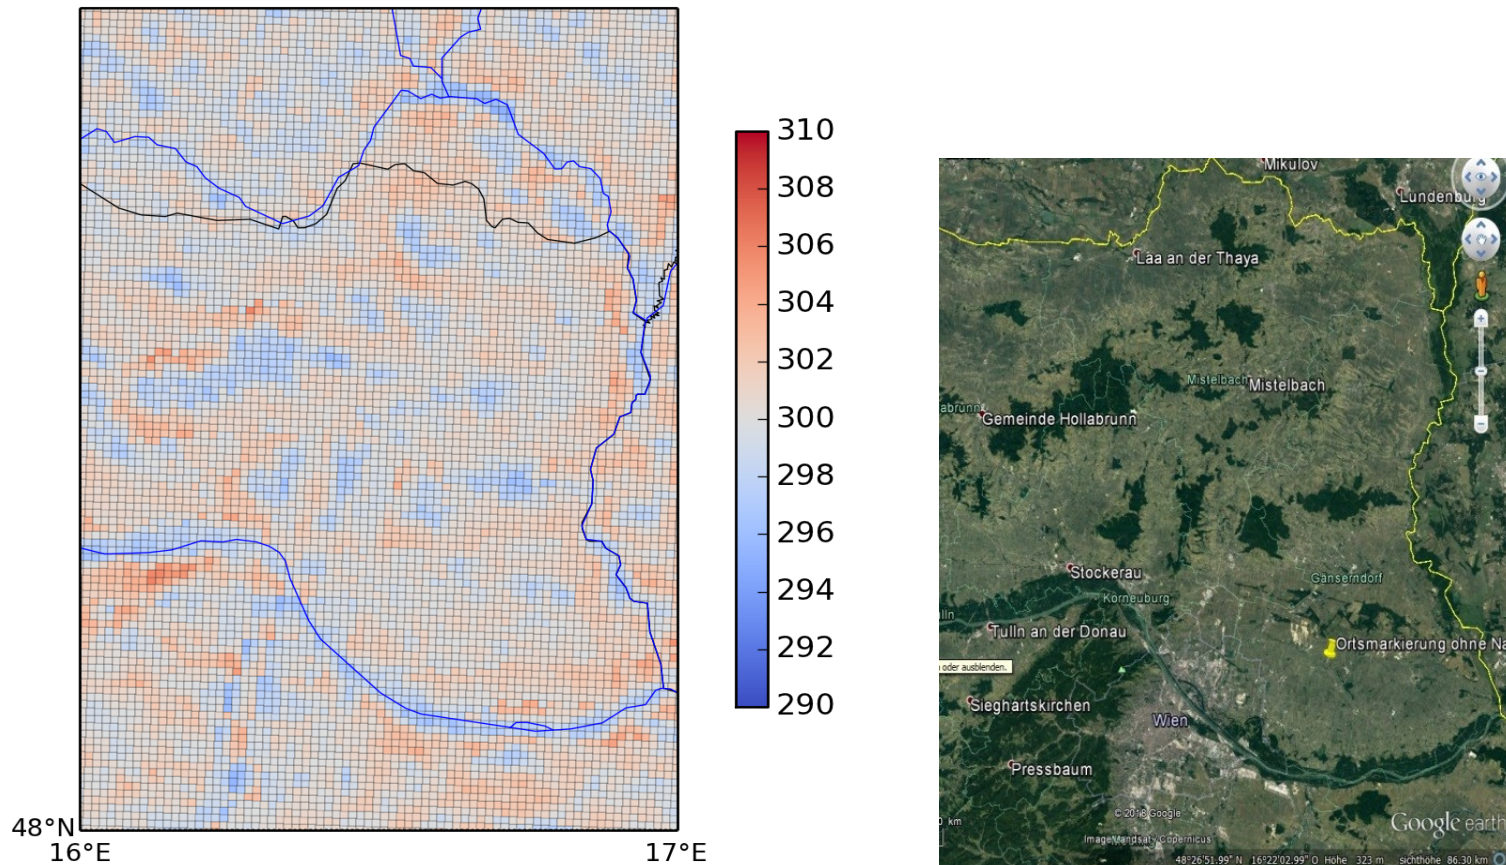 310
308
306
304
302
300
298
296
294
292
290
48°N
16°E
17°E
Mikulov
Lundenburg
Laa an der Thaya
Mistelbach
Mistelbach
abrunn
Gemeinde Hollabrunn
Stockerau
Gänserndorf
Korneuburg
lln
Tulln an der Donau
Ortsmarkierung ohne Na
oder ausblenden.
Sieghartskirchen
Wien
Pressbaum
© 2018 Google
Image Landsat / Copernicus
Google earth
km
48°26'51.99" N 16°22'02.99" O Höhe 323 m sichthöhe 86.30 km